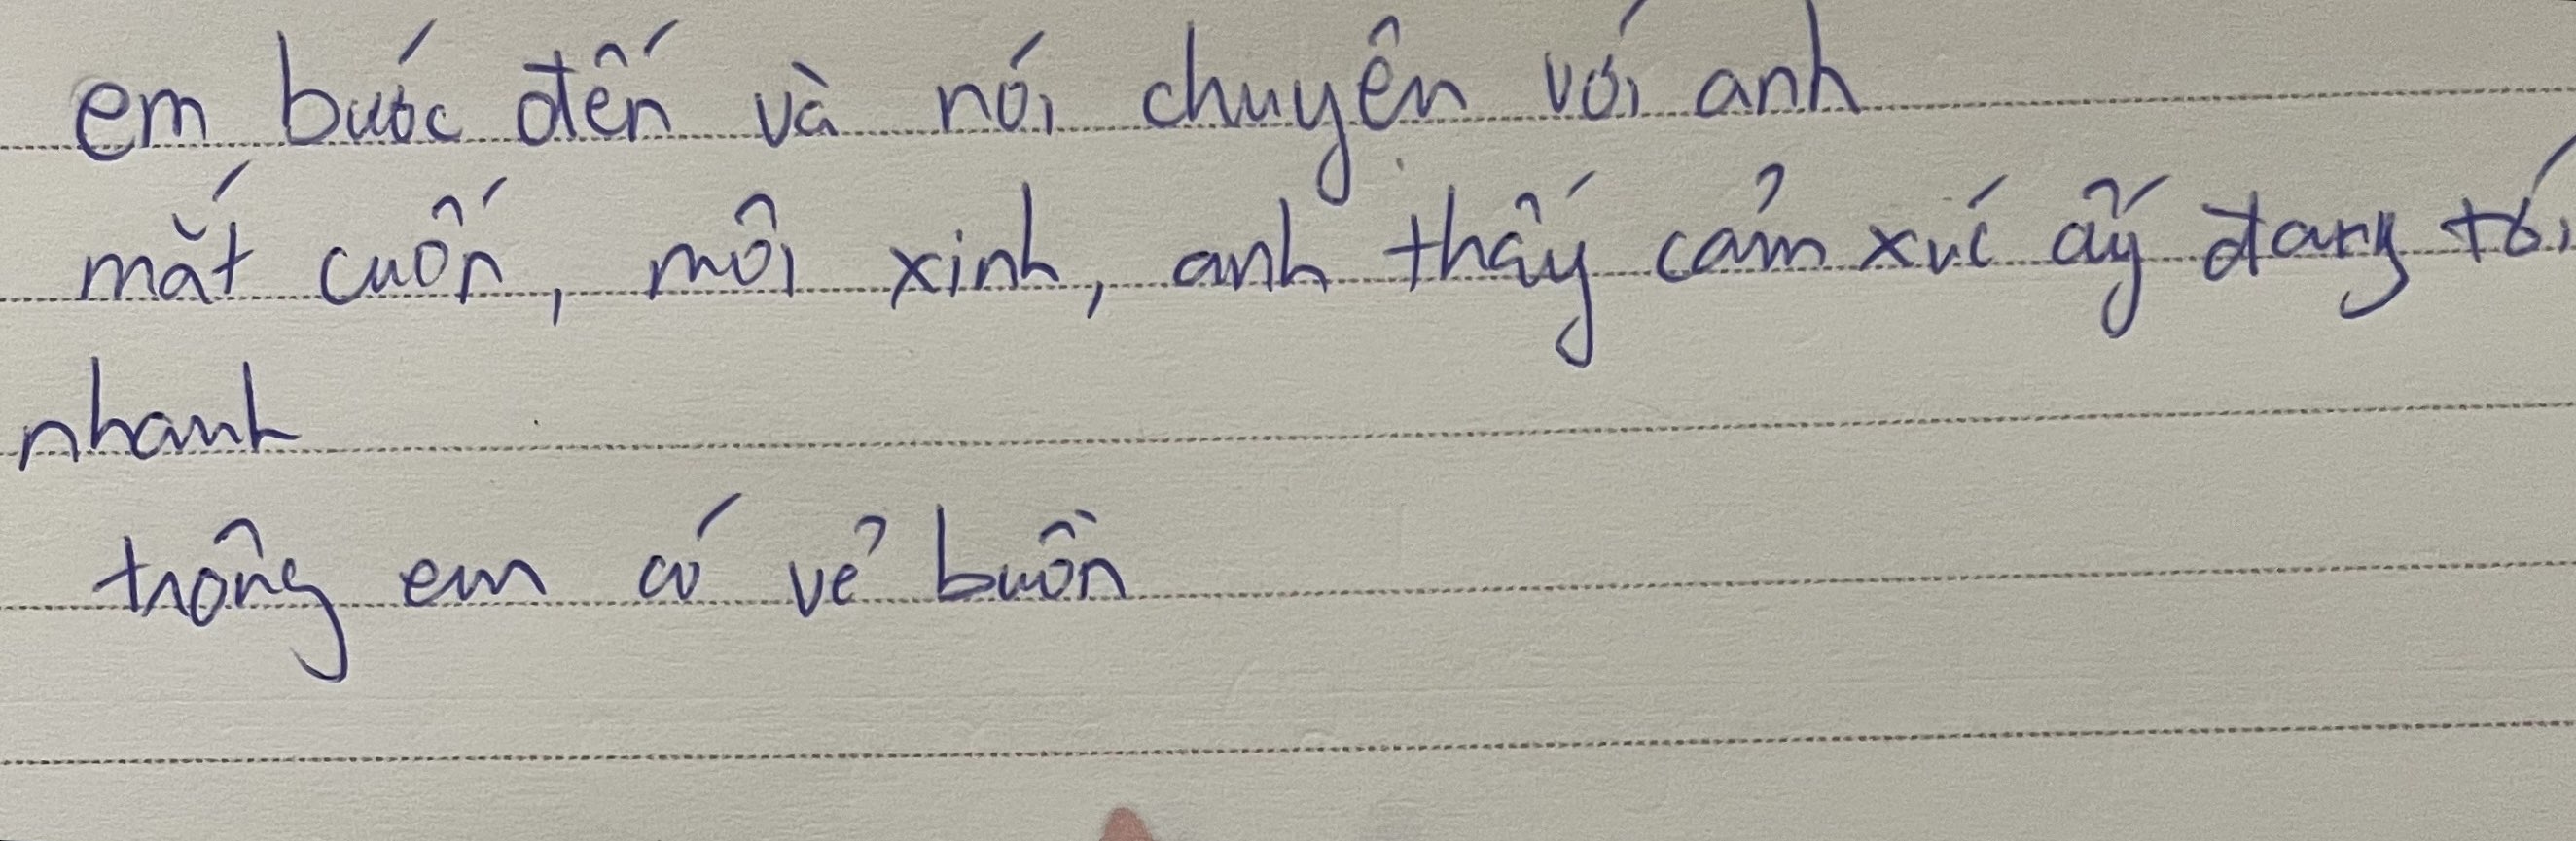 em bước đến và nói chuyện với anh
mắt cuốn, môi xinh, anh thấy cảm xúc ấy đang tới
nhanh
trông em có vẻ buồn